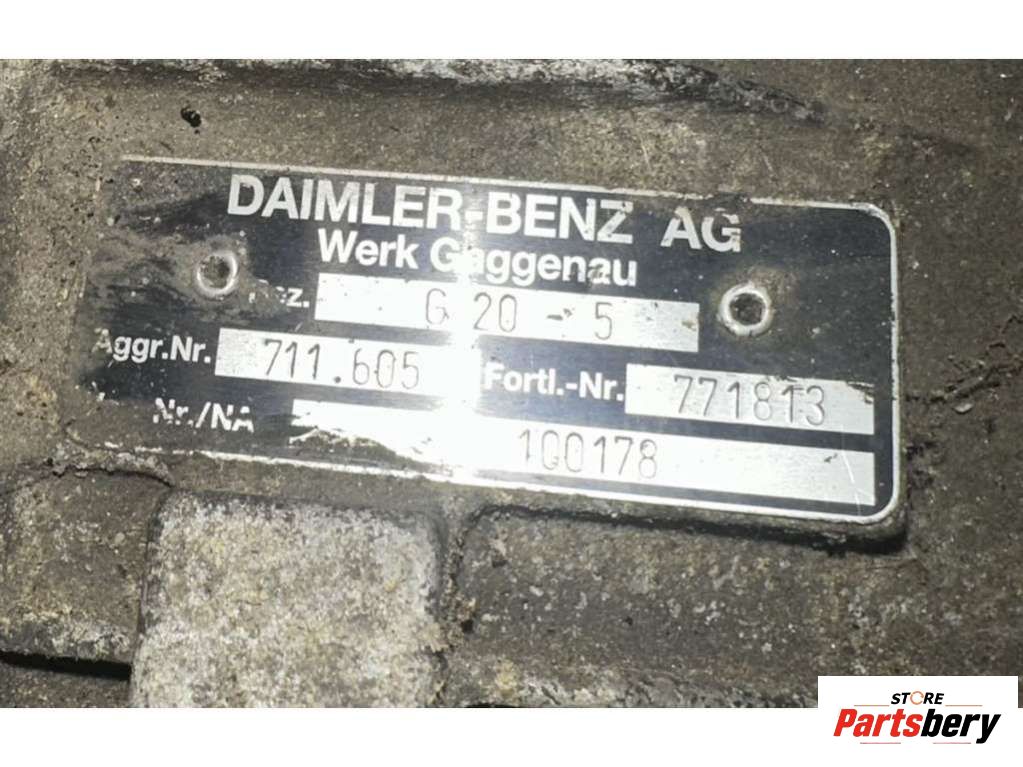 DAIMLER-BENZ AG
Werk Gaggenau
G 20 - 5
Aggr.Nr. 711.605 Fortl.-Nr. 771813
Nr./NA 100178
STORE
Partsbery